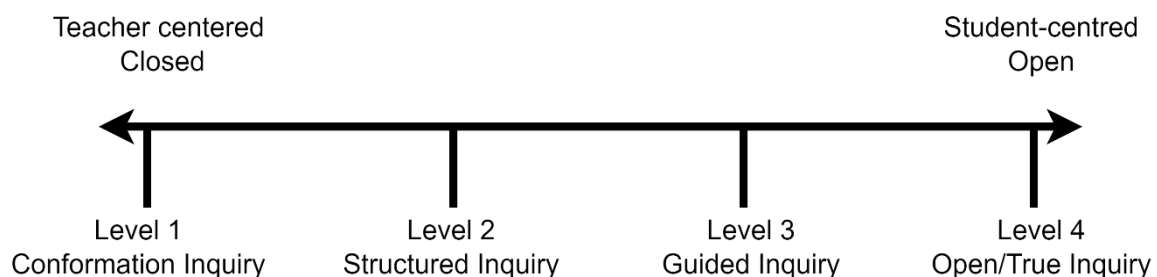 Teacher centered
Closed
Student-centred
Open
Level 1
Conformation Inquiry
Level 2
Structured Inquiry
Level 3
Guided Inquiry
Level 4
Open/True Inquiry